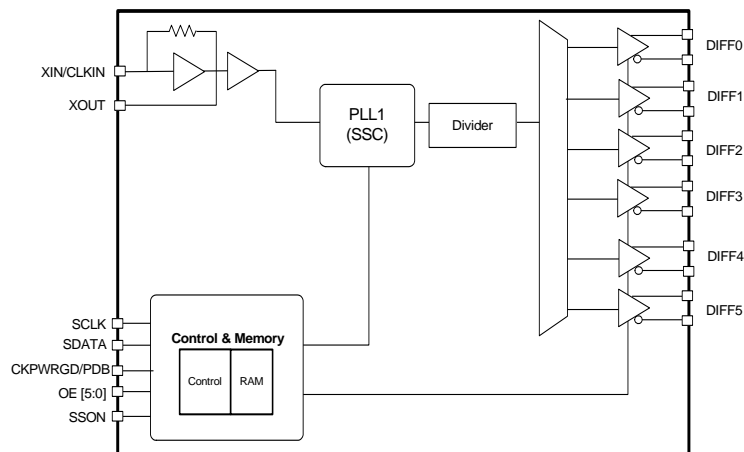 XIN/CLKIN
XOUT
PLL1
(SSC)
Divider
DIFF0
DIFF1
DIFF2
DIFF3
DIFF4
DIFF5
SCLK
SDATA
CKPWRGD/PDB
OE [5:0]
SSON
Control & Memory
Control
RAM